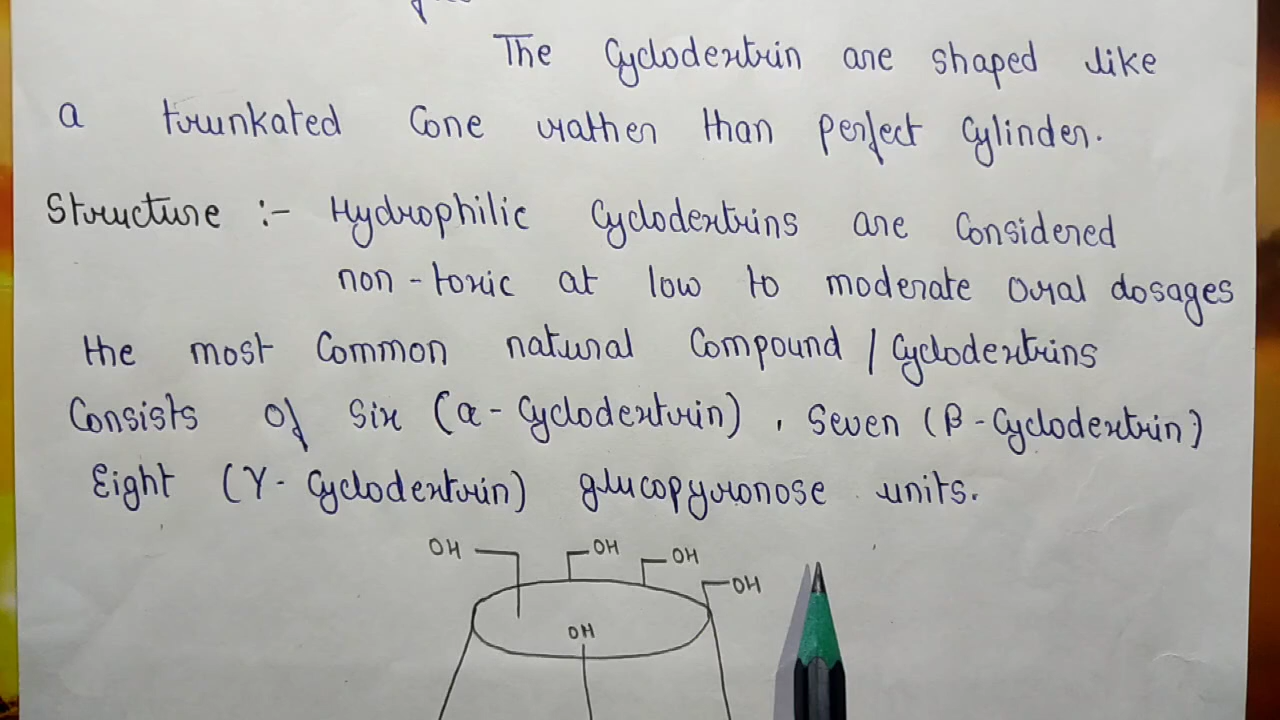 The Cyclodextrin are shaped like
a trunkated Cone rather than perfect Cylinder.
Structure :- Hydrophilic Cyclodextrins are Considered
non-toxic at low to moderate oral dosages
the most Common natural Compound / Cyclodextrins
Consists of Six (α-Cyclodextrin), Seven (β-Cyclodextrin)
Eight (γ-Cyclodextrin) glucopyronose units.
OH OH OH OH
OH